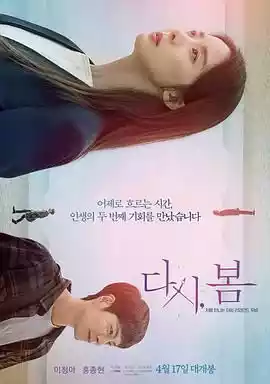 어제로 흐르는 시간,
인생의 두 번째 기회를 만났습니다
다시, 봄
이청아 홍종현
4월 17일 대개봉